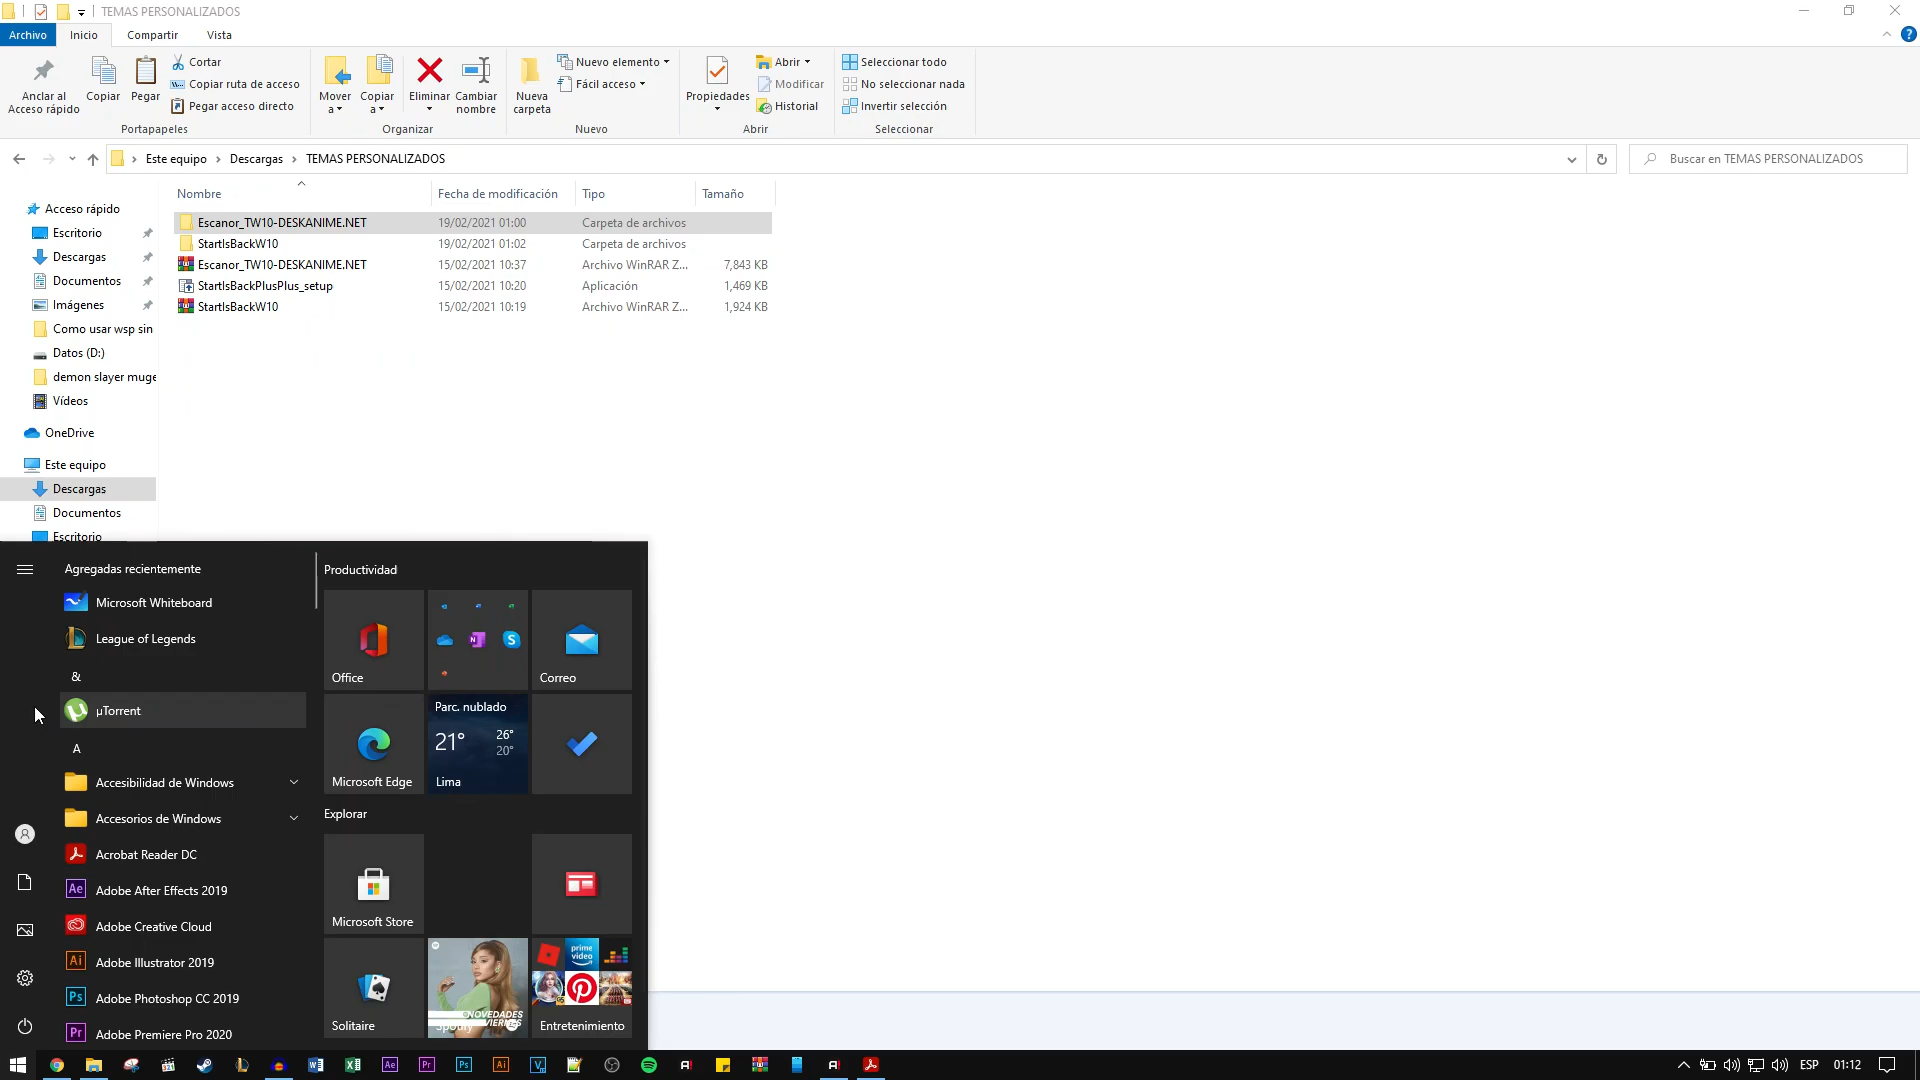 TEMAS PERSONALIZADOS
Archivo Inicio Compartir Vista
Anclar al Acceso rápido
Copiar
Pegar
Cortar
Copiar ruta de acceso
Pegar acceso directo
Portapapeles
Mover a
Copiar a
Eliminar
Cambiar nombre
Organizar
Nueva carpeta
Nuevo elemento
Fácil acceso
Nuevo
Propiedades
Abrir
Modificar
Historial
Abrir
Seleccionar todo
No seleccionar nada
Invertir selección
Seleccionar
Este equipo > Descargas > TEMAS PERSONALIZADOS
Buscar en TEMAS PERSONALIZADOS
Nombre Fecha de modificación Tipo Tamaño
Escanor_TW10-DESKANIME.NET 19/02/2021 01:00 Carpeta de archivos
StartIsBackW10 19/02/2021 01:02 Carpeta de archivos
Escanor_TW10-DESKANIME.NET 15/02/2021 10:37 Archivo WinRAR Z... 7,843 KB
StartIsBackPlusPlus_setup 15/02/2021 10:20 Aplicación 1,469 KB
StartIsBackW10 15/02/2021 10:19 Archivo WinRAR Z... 1,924 KB
Acceso rápido
Escritorio
Descargas
Documentos
Imágenes
Como usar wsp sin
Datos (D:)
demon slayer muge
Vídeos
OneDrive
Este equipo
Descargas
Documentos
Escritorio
Agregadas recientemente
Microsoft Whiteboard
League of Legends
&
µTorrent
A
Accesibilidad de Windows
Accesorios de Windows
Acrobat Reader DC
Adobe After Effects 2019
Adobe Creative Cloud
Adobe Illustrator 2019
Adobe Photoshop CC 2019
Adobe Premiere Pro 2020
Productividad
Office
Correo
Microsoft Edge
Parc. nublado
21° 26°
20°
Lima
Explorar
Microsoft Store
prime video
Solitaire
NOVEDADES
VIERNES
Spotify
Entretenimiento
ESP 01:12